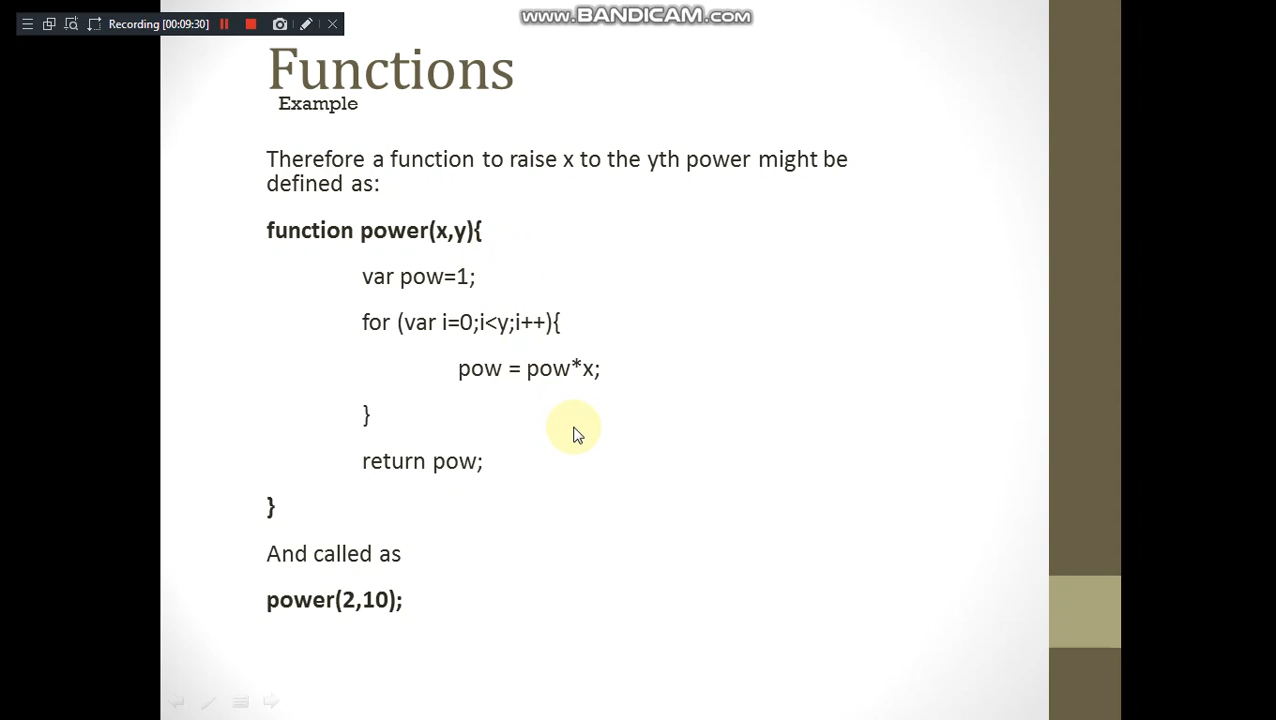 Recording [00:09:30]
www.BANDICAM.com
Functions
Example
Therefore a function to raise x to the yth power might be
defined as:
function power(x,y){
var pow=1;
for (var i=0;i<y;i++){
pow = pow*x;
}
return pow;
}
And called as
power(2,10);